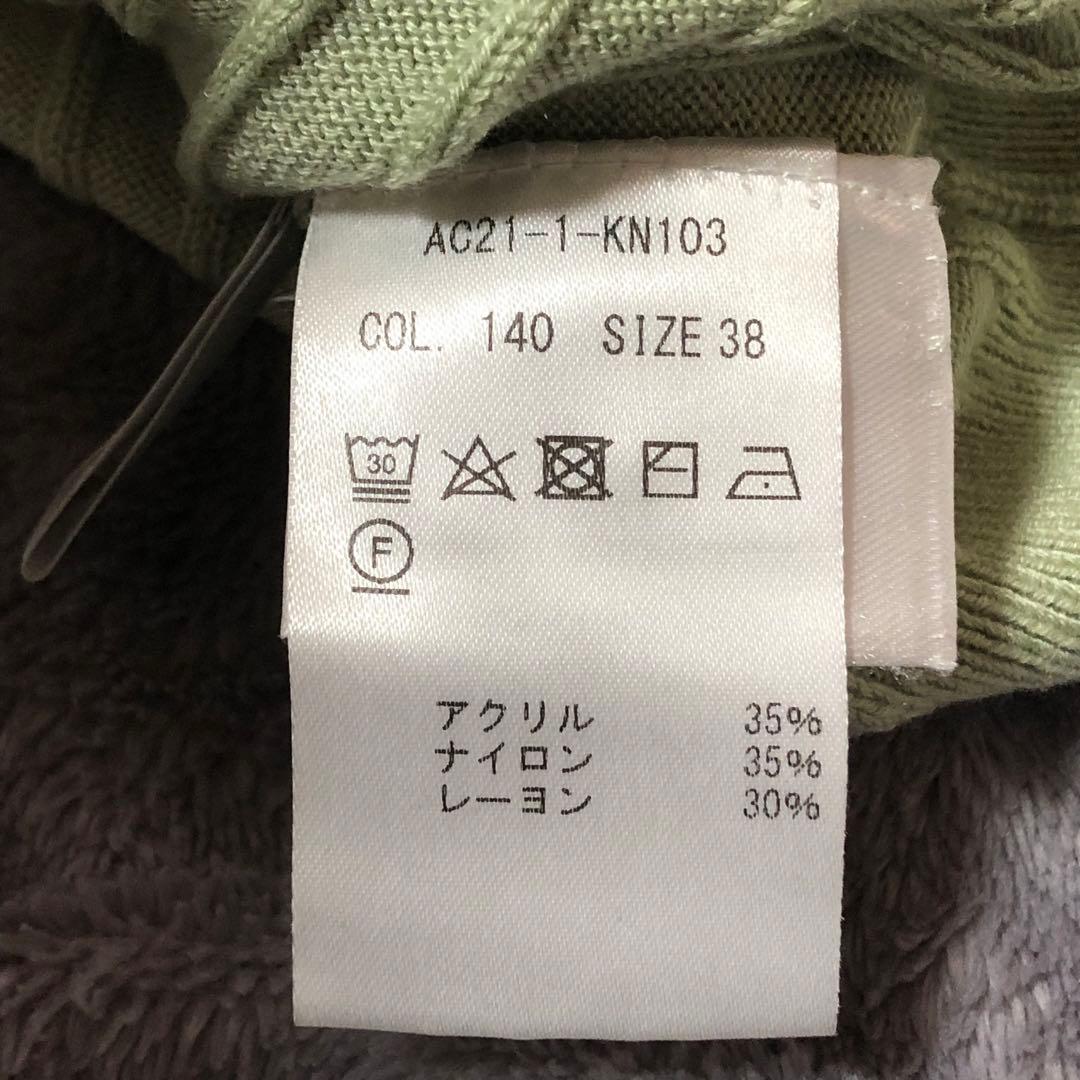 AC21-1-KN103
COL. 140 SIZE 38
30
F
アクリル 35%
ナイロン 35%
レーヨン 30%